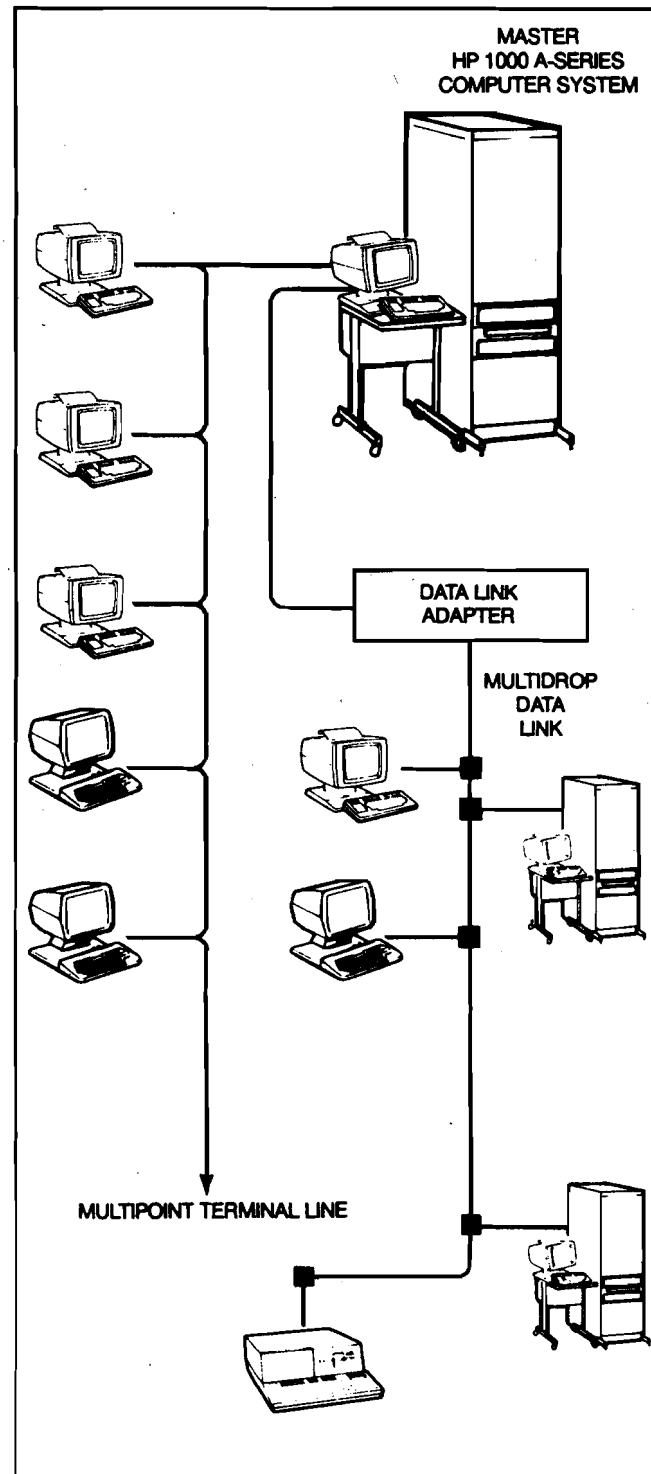 MASTER
HP 1000 A-SERIES
COMPUTER SYSTEM
DATA LINK
ADAPTER
MULTIDROP
DATA
LINK
MULTIPOINT TERMINAL LINE